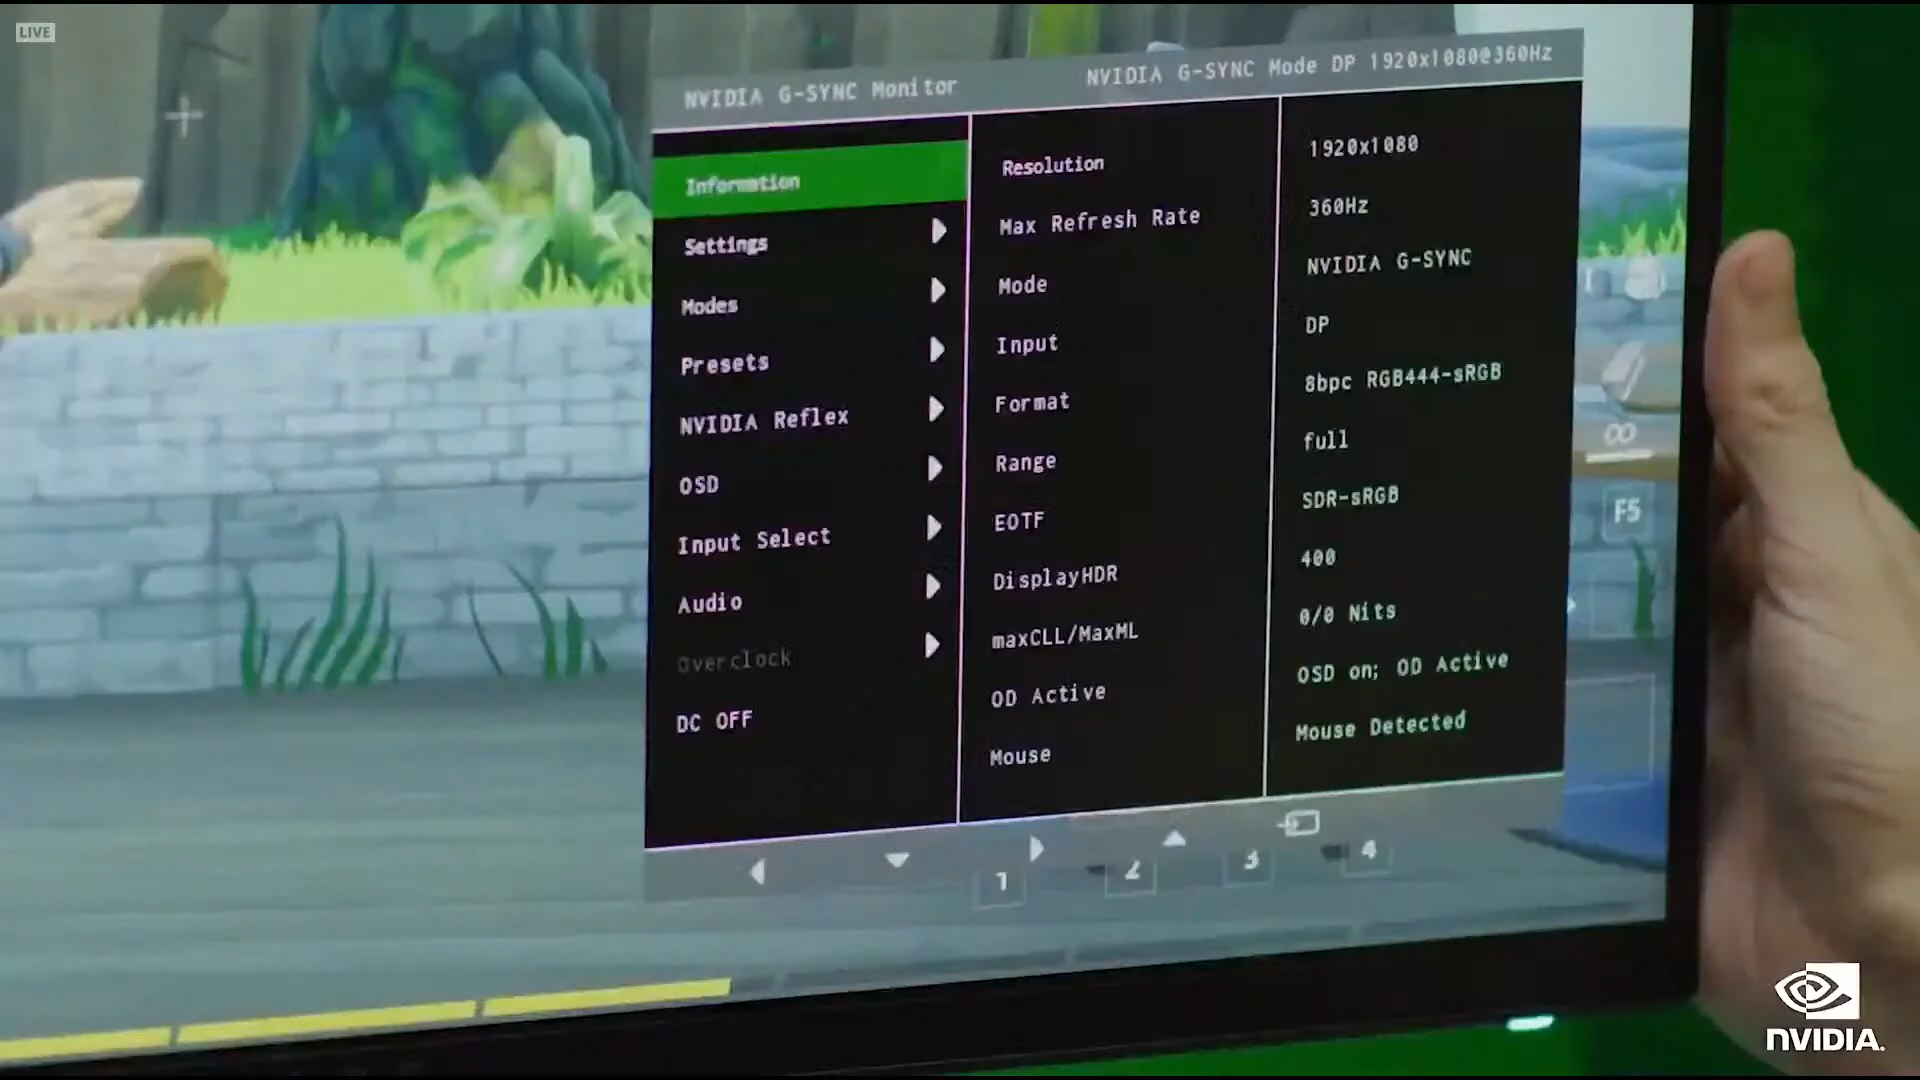 LIVE
NVIDIA G-SYNC Monitor
NVIDIA G-SYNC Mode DP 1920x1080@360Hz
Information
Settings
Modes
Presets
NVIDIA Reflex
OSD
Input Select
Audio
Overclock
DC OFF
Resolution
1920x1080
Max Refresh Rate
360Hz
Mode
NVIDIA G-SYNC
Input
DP
Format
8bpc RGB444-sRGB
Range
full
EOTF
SDR-sRGB
DisplayHDR
400
maxCLL/MaxML
0/0 Nits
OD Active
OSD on; OD Active
Mouse
Mouse Detected
∞
F5
1
2
3
4
NVIDIA.